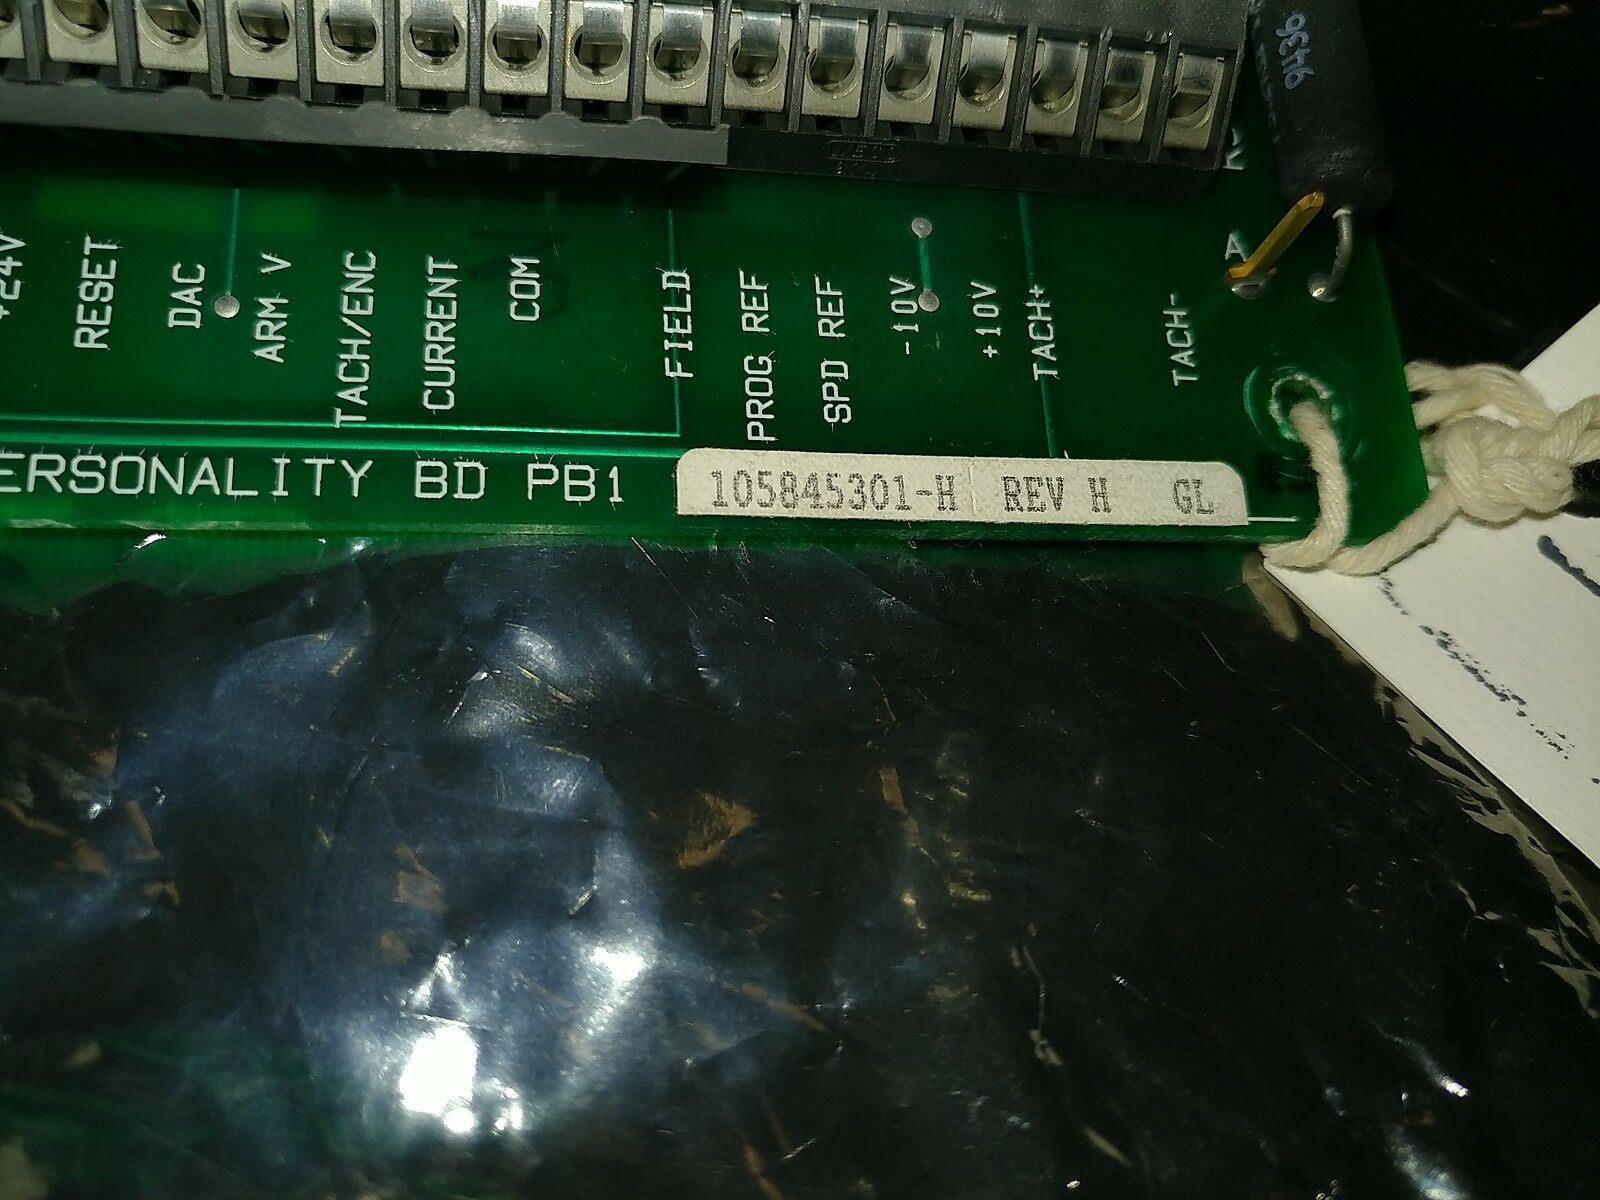 9436
A
+24V
RESET
DAC
ARM V
TACH/ENC
CURRENT
COM
FIELD
PROG REF
SPD REF
-10V
+10V
TACH+
TACH-
ERSONALITY BD PB1
105845301-H REV H GL